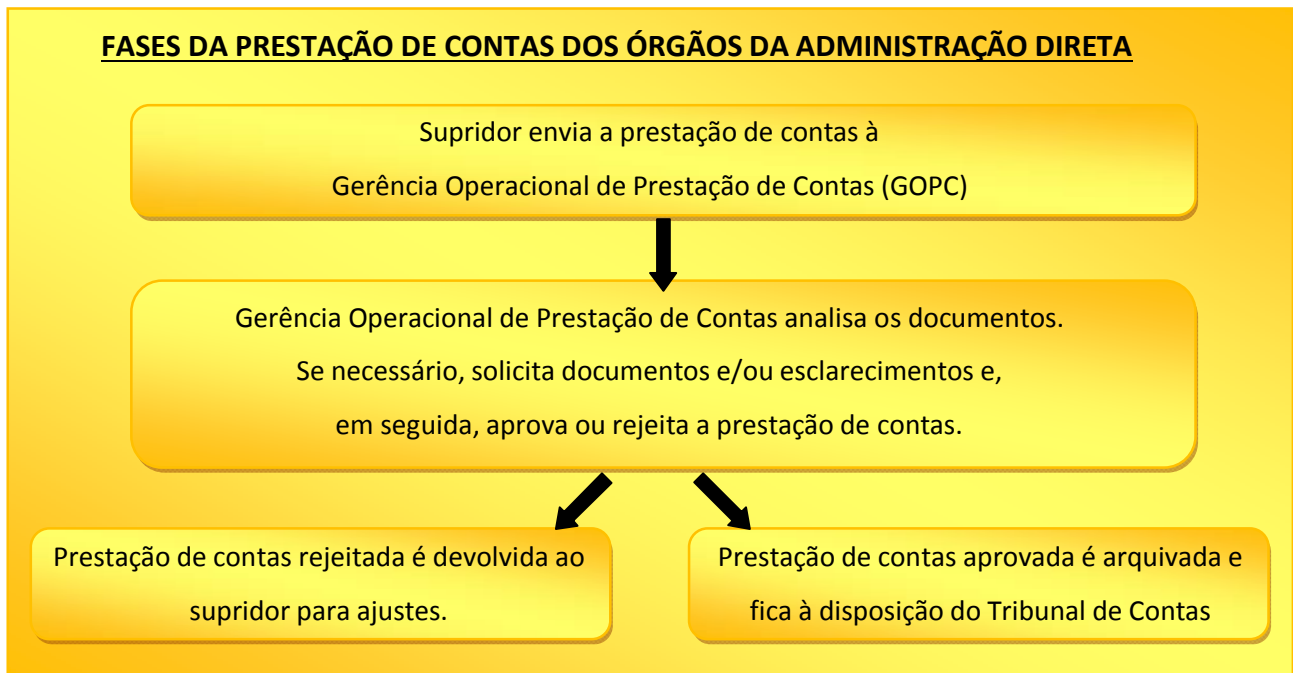 FASES DA PRESTAÇÃO DE CONTAS DOS ÓRGÃOS DA ADMINISTRAÇÃO DIRETA
Supridor envia a prestação de contas à
Gerência Operacional de Prestação de Contas (GOPC)
Gerência Operacional de Prestação de Contas analisa os documentos.
Se necessário, solicita documentos e/ou esclarecimentos e,
em seguida, aprova ou rejeita a prestação de contas.
Prestação de contas rejeitada é devolvida ao
supridor para ajustes.
Prestação de contas aprovada é arquivada e
fica à disposição do Tribunal de Contas